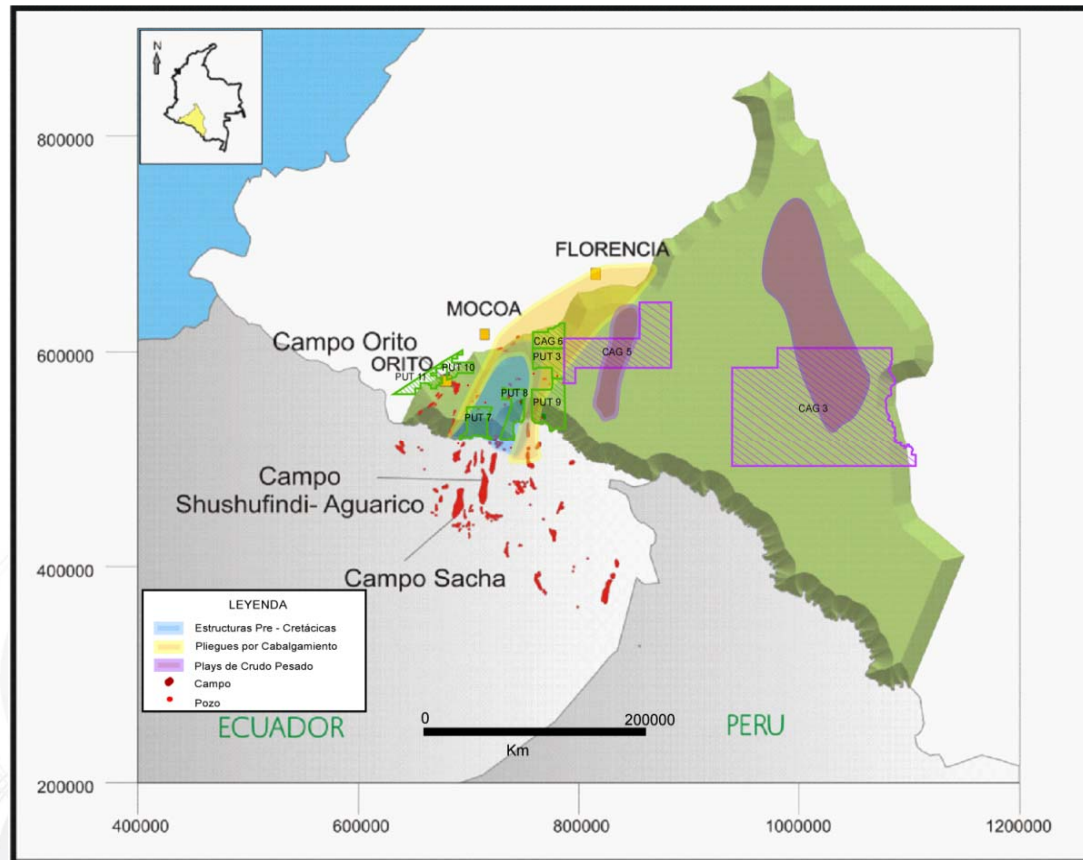 N
800000
FLORENCIA
MOCOA
600000
Campo Orito
ORITO
PUT 11
PUT 10
CAG 6
PUT 3
CAG 5
PUT 8
PUT 9
PUT 7
CAG 3
Campo
Shushufindi- Aguarico
400000
Campo Sacha
LEYENDA
Estructuras Pre - Cretácicas
Pliegues por Cabalgamiento
Plays de Crudo Pesado
Campo
Pozo
ECUADOR
0
200000
Km
PERU
200000
400000
600000
800000
1000000
1200000